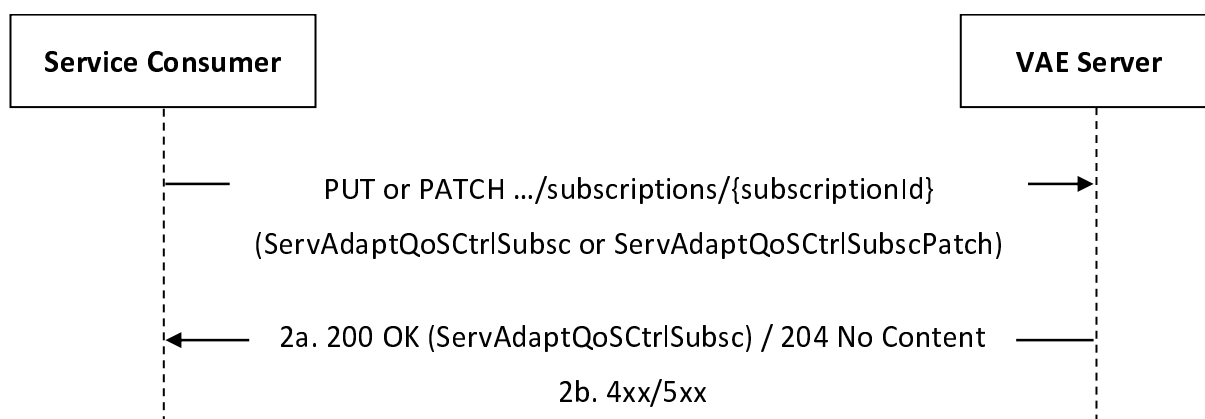 Service Consumer
VAE Server
PUT or PATCH …/subscriptions/{subscriptionId}
(ServAdaptQoSCtrlSubsc or ServAdaptQoSCtrlSubscPatch)
2a. 200 OK (ServAdaptQoSCtrlSubsc) / 204 No Content
2b. 4xx/5xx